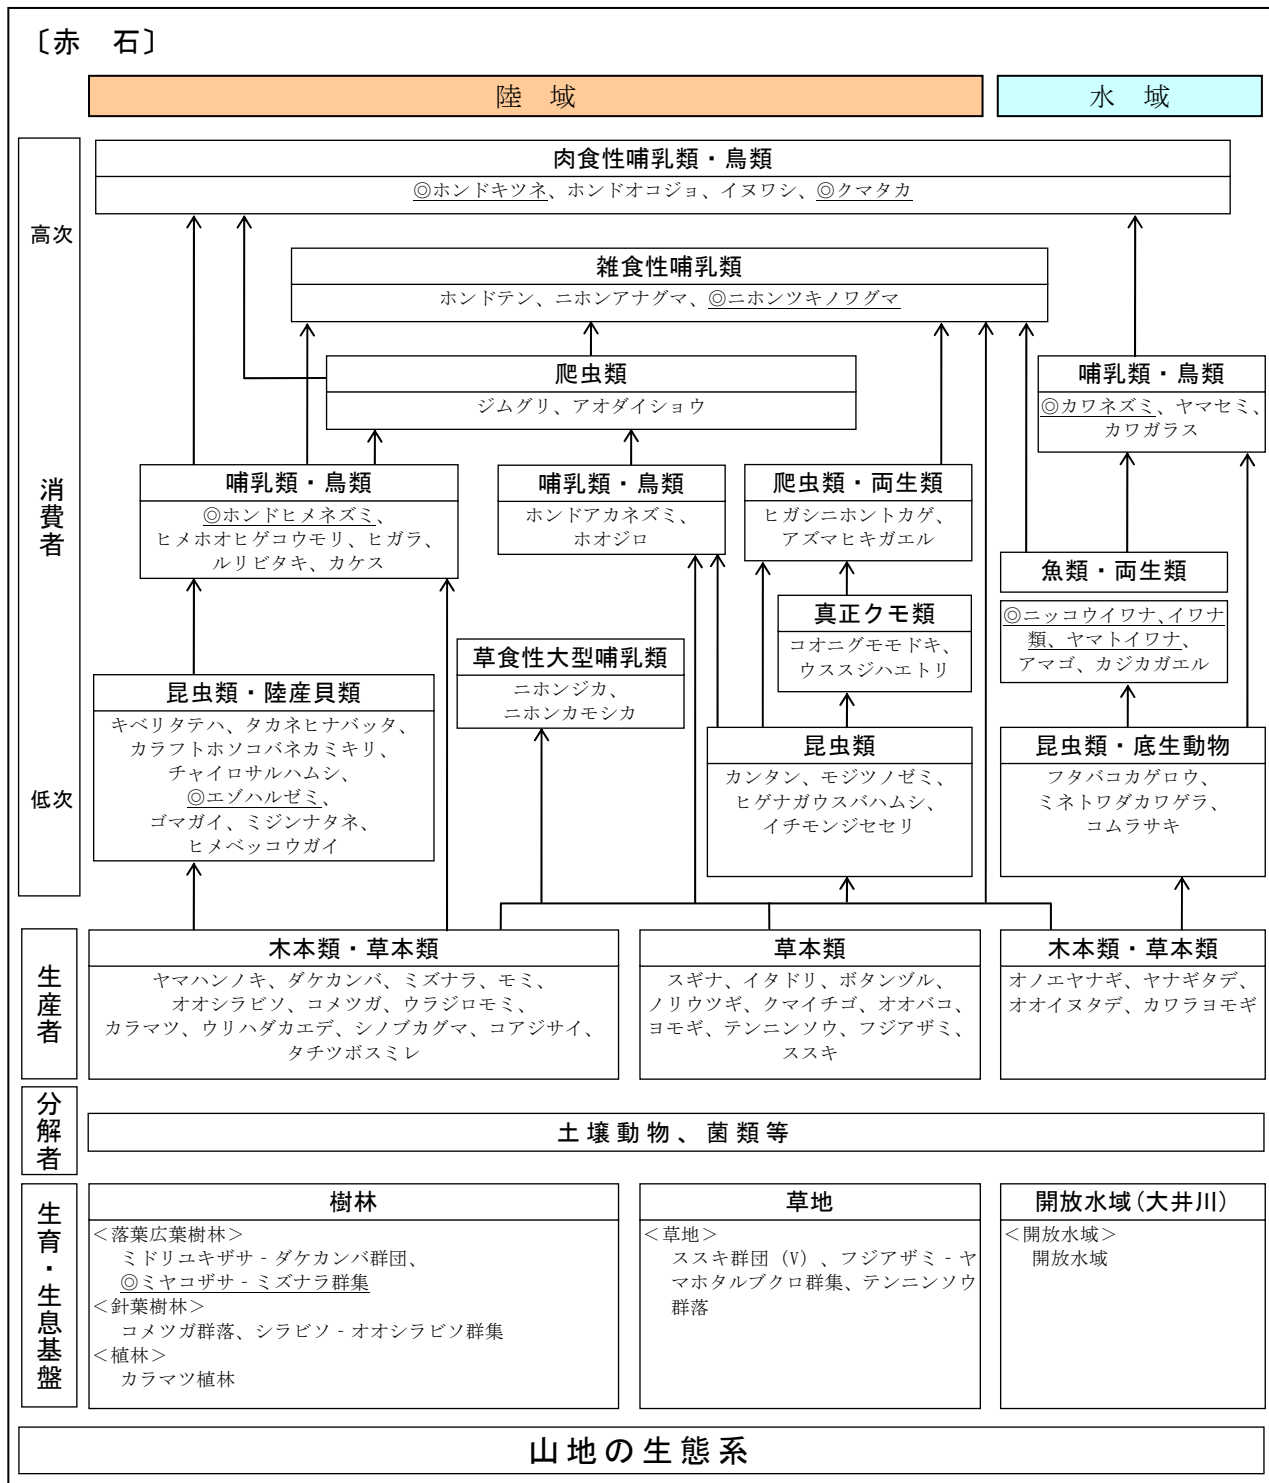 〔赤　石〕
陸　域
水　域
肉食性哺乳類・鳥類
◎ホンドキツネ、ホンドオコジョ、イヌワシ、◎クマタカ
高次
雑食性哺乳類
ホンドテン、ニホンアナグマ、◎ニホンツキノワグマ
爬虫類
ジムグリ、アオダイショウ
哺乳類・鳥類
◎カワネズミ、ヤマセミ、
カワガラス
消費者
哺乳類・鳥類
◎ホンドヒメネズミ、
ヒメホオヒゲコウモリ、ヒガラ、
ルリビタキ、カケス
哺乳類・鳥類
ホンドアカネズミ、
ホオジロ
爬虫類・両生類
ヒガシニホントカゲ、
アズマヒキガエル
魚類・両生類
◎ニッコウイワナ、イワナ
類、ヤマトイワナ、
アマゴ、カジカガエル
真正クモ類
コオニグモモドキ、
ウススジハエトリ
草食性大型哺乳類
ニホンジカ、
ニホンカモシカ
昆虫類・陸産貝類
キベリタテハ、タカネヒナバッタ、
カラフトホソコバネカミキリ、
チャイロサルハムシ、
◎エゾハルゼミ、
ゴマガイ、ミジンナタネ、
ヒメベッコウガイ
昆虫類
カンタン、モジツノゼミ、
ヒゲナガウスバハムシ、
イチモンジセセリ
昆虫類・底生動物
フタバコカゲロウ、
ミネトワダカワゲラ、
コムラサキ
低次
生産者
木本類・草本類
ヤマハンノキ、ダケカンバ、ミズナラ、モミ、
オオシラビソ、コメツガ、ウラジロモミ、
カラマツ、ウリハダカエデ、シノブカグマ、コアジサイ、
タチツボスミレ
草本類
スギナ、イタドリ、ボタンヅル、
ノリウツギ、クマイチゴ、オオバコ、
ヨモギ、テンニンソウ、フジアザミ、
ススキ
木本類・草本類
オノエヤナギ、ヤナギタデ、
オオイヌタデ、カワラヨモギ
分解者
土壌動物、菌類等
生育・生息基盤
樹林
＜落葉広葉樹林＞
ミドリユキザサ‐ダケカンバ群団、
◎ミヤコザサ‐ミズナラ群集
＜針葉樹林＞
コメツガ群落、シラビソ‐オオシラビソ群集
＜植林＞
カラマツ植林
草地
＜草地＞
ススキ群団（V）、フジアザミ‐ヤ
マホタルブクロ群集、テンニンソウ
群落
開放水域（大井川）
＜開放水域＞
開放水域
山地の生態系